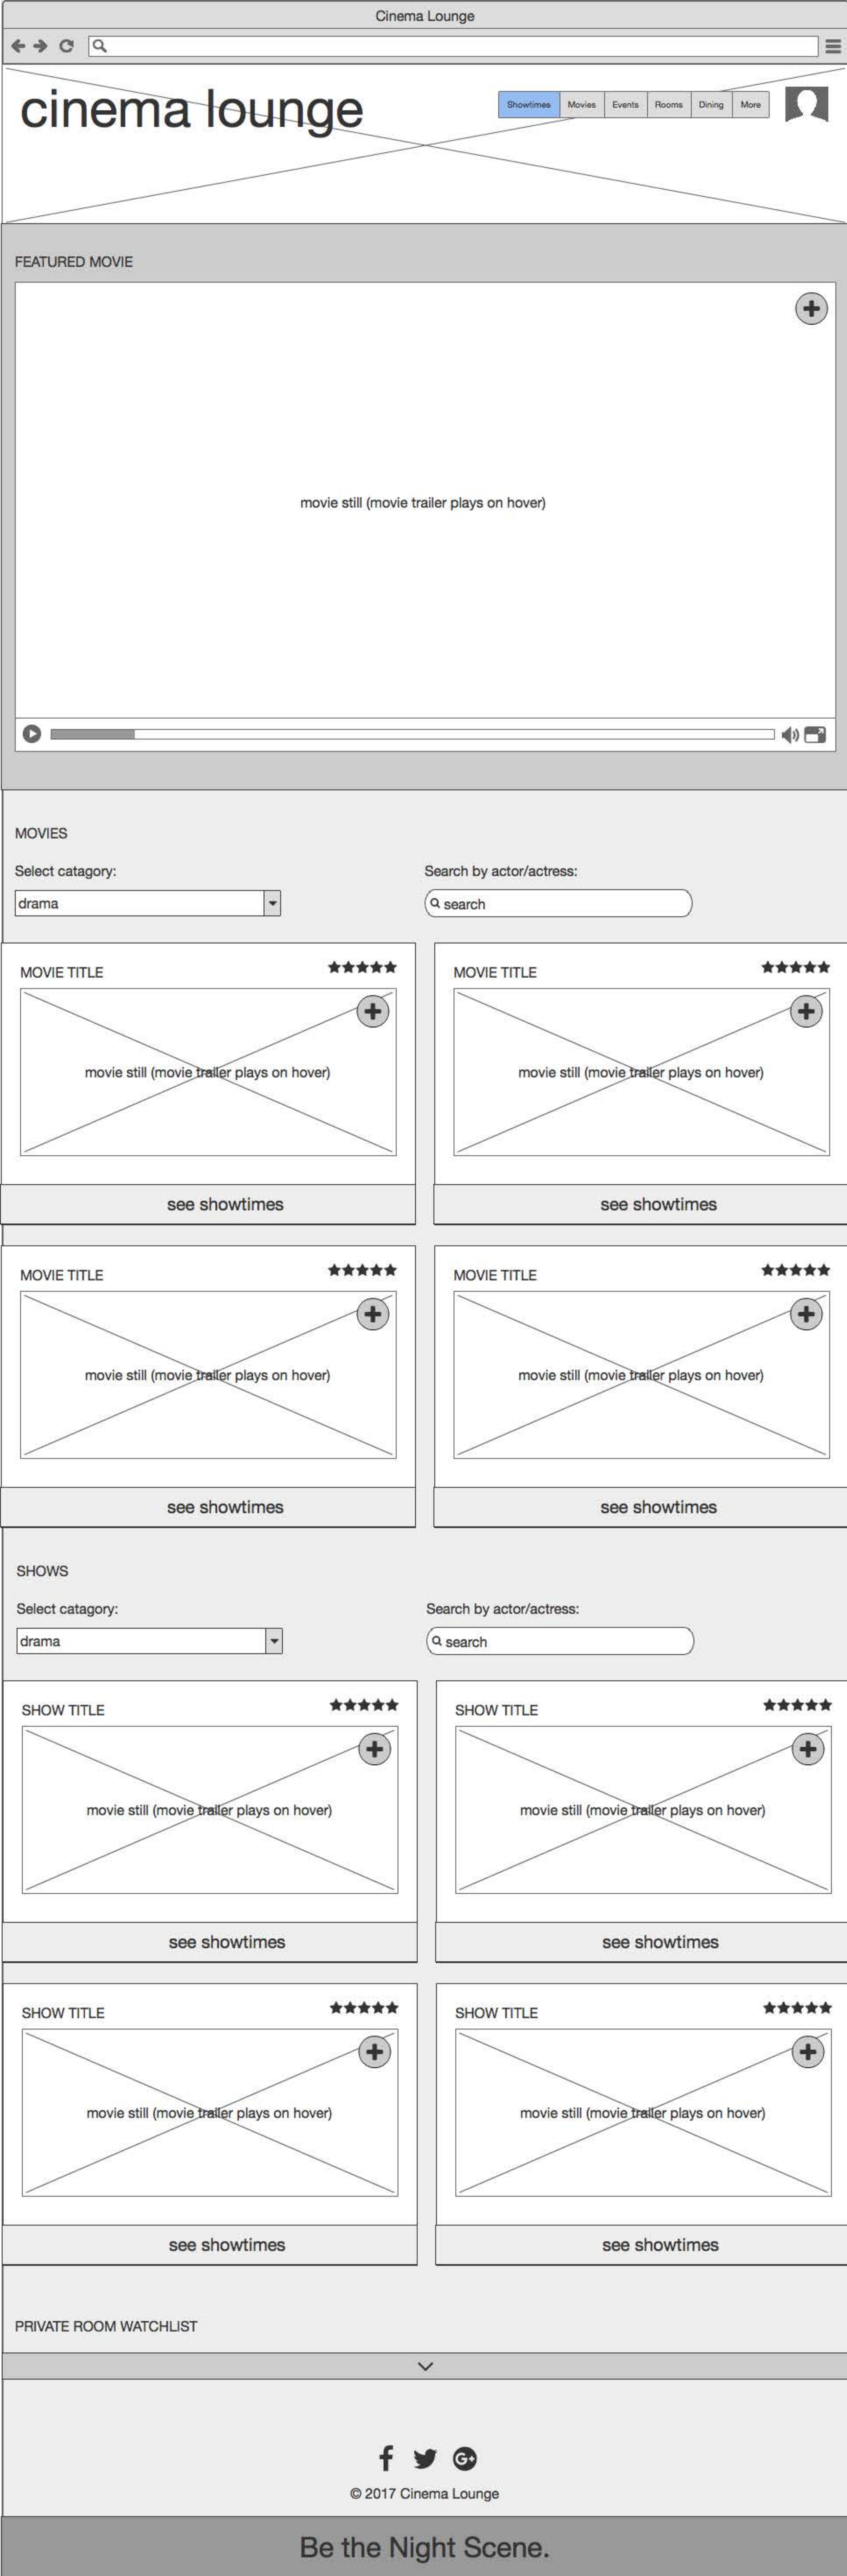 Cinema Lounge
cinema lounge
Showtimes Movies Events Rooms Dining More
FEATURED MOVIE
movie still (movie trailer plays on hover)
MOVIES
Select catagory: Search by actor/actress:
drama search
MOVIE TITLE MOVIE TITLE
movie still (movie trailer plays on hover) movie still (movie trailer plays on hover)
see showtimes see showtimes
MOVIE TITLE MOVIE TITLE
movie still (movie trailer plays on hover) movie still (movie trailer plays on hover)
see showtimes see showtimes
SHOWS
Select catagory: Search by actor/actress:
drama search
SHOW TITLE SHOW TITLE
movie still (movie trailer plays on hover) movie still (movie trailer plays on hover)
see showtimes see showtimes
SHOW TITLE SHOW TITLE
movie still (movie trailer plays on hover) movie still (movie trailer plays on hover)
see showtimes see showtimes
PRIVATE ROOM WATCHLIST
f G+
© 2017 Cinema Lounge
Be the Night Scene.